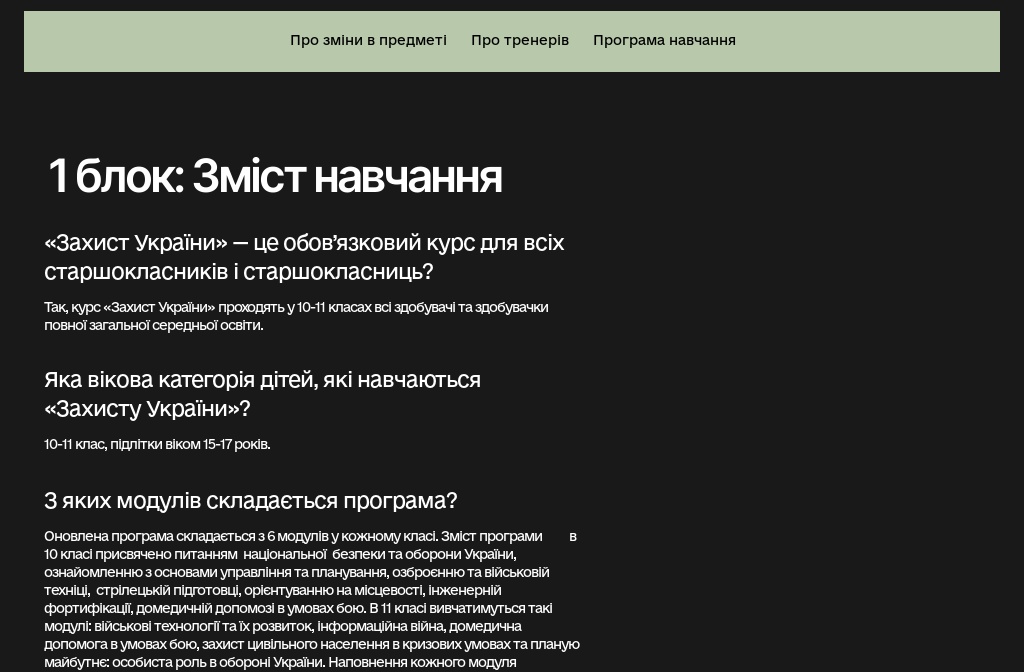 Про зміни в предметі Про тренерів Програма навчання
1 блок: Зміст навчання
«Захист України» — це обов’язковий курс для всіх
старшокласників і старшокласниць?
Так, курс «Захист України» проходять у 10-11 класах всі здобувачі та здобувачки
повної загальної середньої освіти.
Яка вікова категорія дітей, які навчаються
«Захисту України»?
10-11 клас, підлітки віком 15-17 років.
З яких модулів складається програма?
Оновлена програма складається з 6 модулів у кожному класі. Зміст програми в
10 класі присвячено питанням національної безпеки та оборони України,
ознайомленню з основами управління та планування, озброєнню та військовій
техніці, стрілецькій підготовці, орієнтуванню на місцевості, інженерній
фортифікації, домедичній допомозі в умовах бою. В 11 класі вивчатимуться такі
модулі: військові технології та їх розвиток, інформаційна війна, домедична
допомога в умовах бою, захист цивільного населення в кризових умовах та планую
майбутнє: особиста роль в обороні України. Наповнення кожного модуля